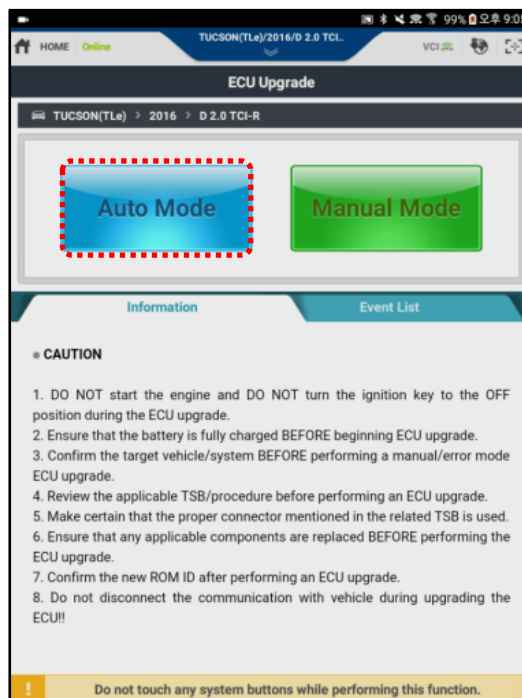 99% 오후 9:05
HOME Online TUCSON(TLe)/2016/D 2.0 TCI.. VCI
ECU Upgrade
TUCSON(TLe) > 2016 > D 2.0 TCI-R
Auto Mode Manual Mode
Information Event List
CAUTION
1. DO NOT start the engine and DO NOT turn the ignition key to the OFF
position during the ECU upgrade.
2. Ensure that the battery is fully charged BEFORE beginning ECU upgrade.
3. Confirm the target vehicle/system BEFORE performing a manual/error mode
ECU upgrade.
4. Review the applicable TSB/procedure before performing an ECU upgrade.
5. Make certain that the proper connector mentioned in the related TSB is used.
6. Ensure that any applicable components are replaced BEFORE performing the
ECU upgrade.
7. Confirm the new ROM ID after performing an ECU upgrade.
8. Do not disconnect the communication with vehicle during upgrading the
ECU!!
! Do not touch any system buttons while performing this function.